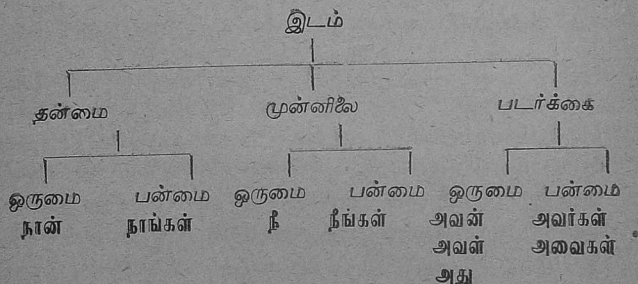 இடம்
தன்மை முன்னிலை படர்க்கை
ஒருமை பன்மை ஒருமை பன்மை ஒருமை பன்மை
நான் நாங்கள் நீ நீங்கள் அவன் அவர்கள்
அவள் அவைகள்
அது